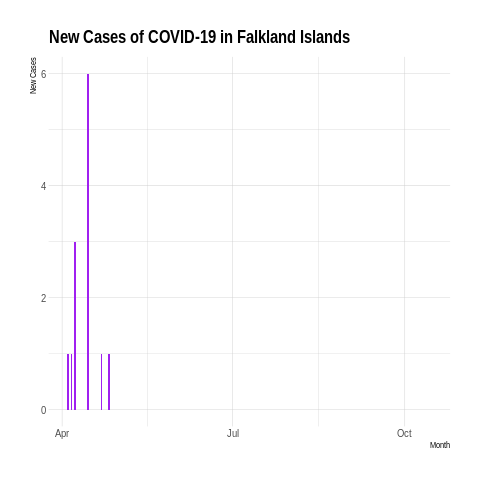 New Cases of COVID-19 in Falkland Islands
New Cases
6
4
2
0
Apr Jul Oct
Month